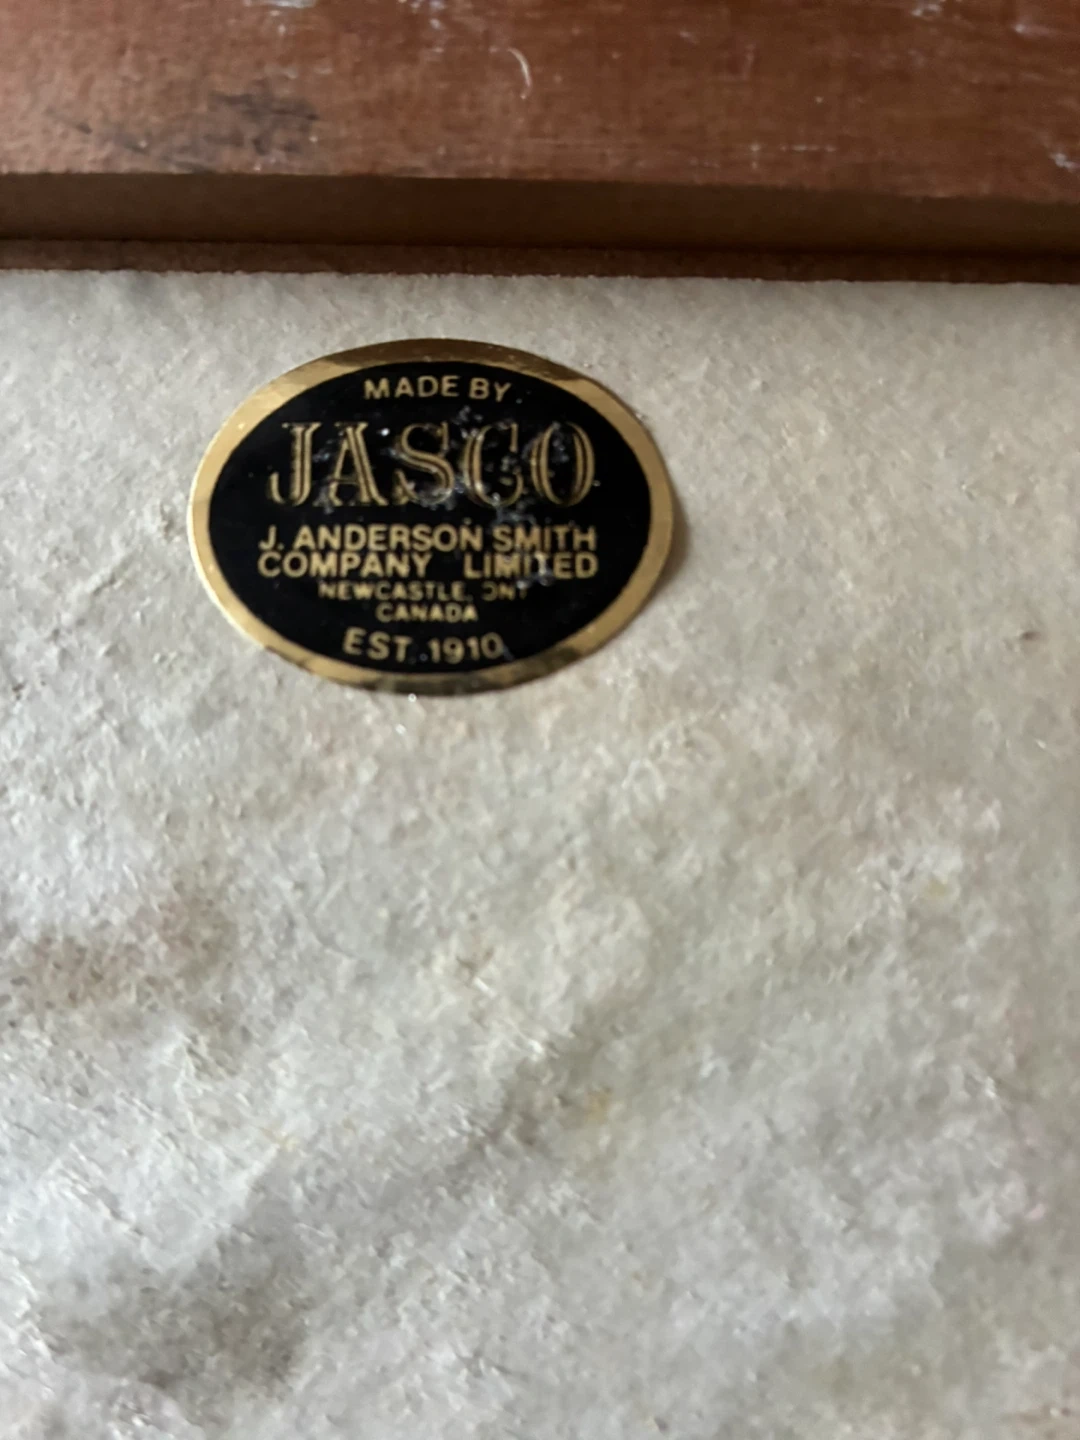 MADE BY
JASCO
J. ANDERSON SMITH
COMPANY LIMITED
NEWCASTLE, ONT
CANADA
EST. 1910